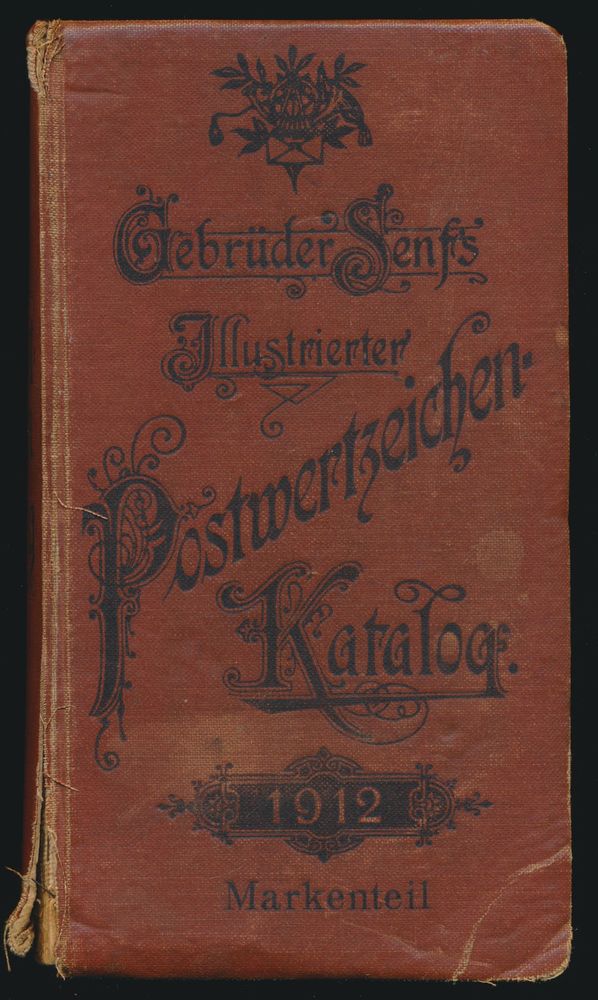 Gebrüder Senf's
Illustrierter
Postwertzeichen-
Katalog.
1912
Markenteil